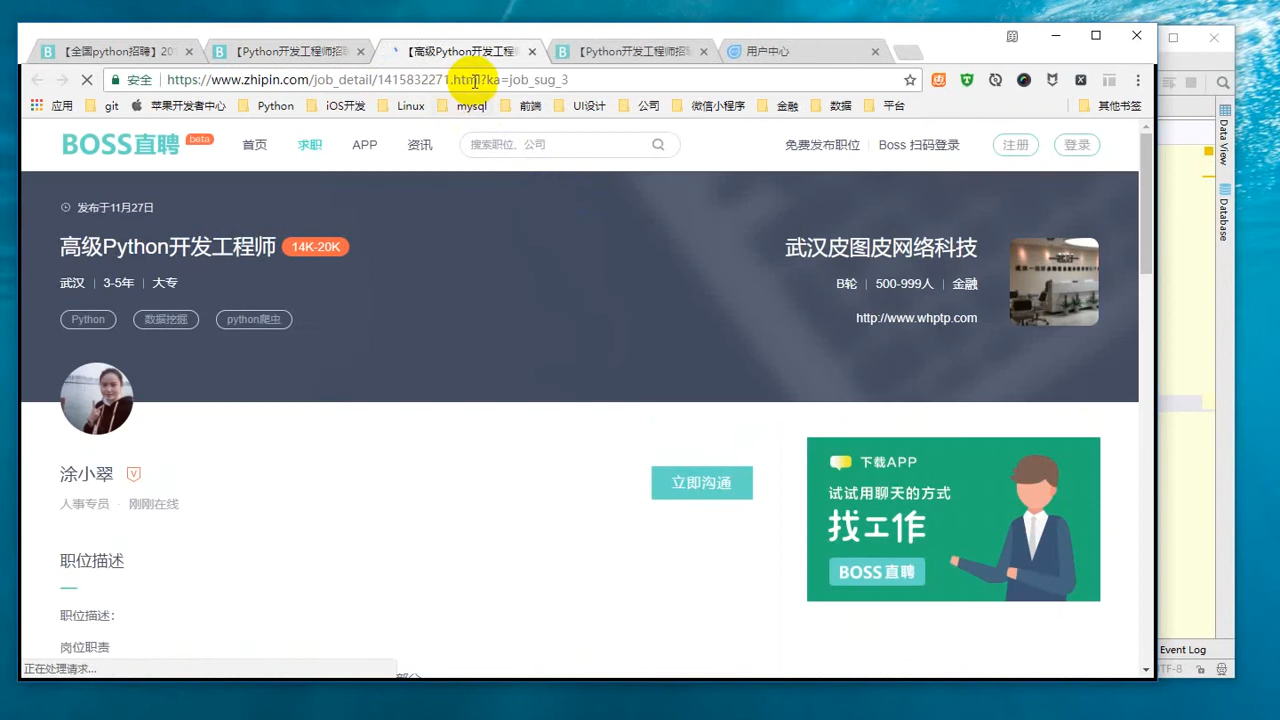 【全国python招聘】20
【Python开发工程师招聘
【高级Python开发工程师
【Python开发工程师招聘
用户中心
安全 https://www.zhipin.com/job_detail/1415832271.html?ka=job_sug_3
应用 git 苹果开发者中心 Python iOS开发 Linux mysql 前端 UI设计 公司 微信小程序 金融 数据 平台 其他书签
BOSS直聘 beta 首页 求职 APP 资讯 搜索职位、公司 免费发布职位 Boss 扫码登录 注册 登录
发布于11月27日
高级Python开发工程师 14K-20K
武汉 3-5年 大专
Python 数据挖掘 python爬虫
武汉皮图皮网络科技
B轮 500-999人 金融
http://www.whptp.com
涂小翠
人事专员 · 刚刚在线
立即沟通
职位描述
职位描述:
岗位职责
下载APP
试试用聊天的方式
找工作
BOSS直聘
正在处理请求...
Data View
Database
Event Log
TF-8